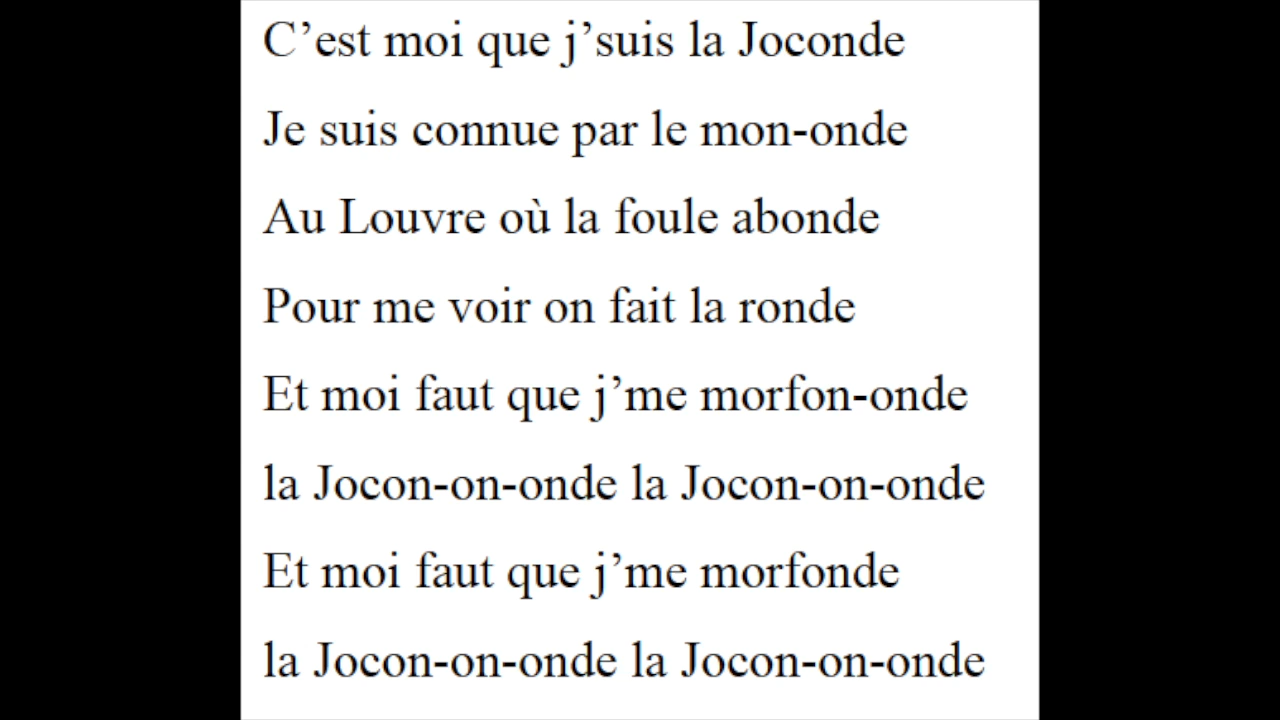 C’est moi que j’suis la Joconde
Je suis connue par le mon-onde
Au Louvre où la foule abonde
Pour me voir on fait la ronde
Et moi faut que j’me morfon-onde
la Jocon-on-onde la Jocon-on-onde
Et moi faut que j’me morfonde
la Jocon-on-onde la Jocon-on-onde